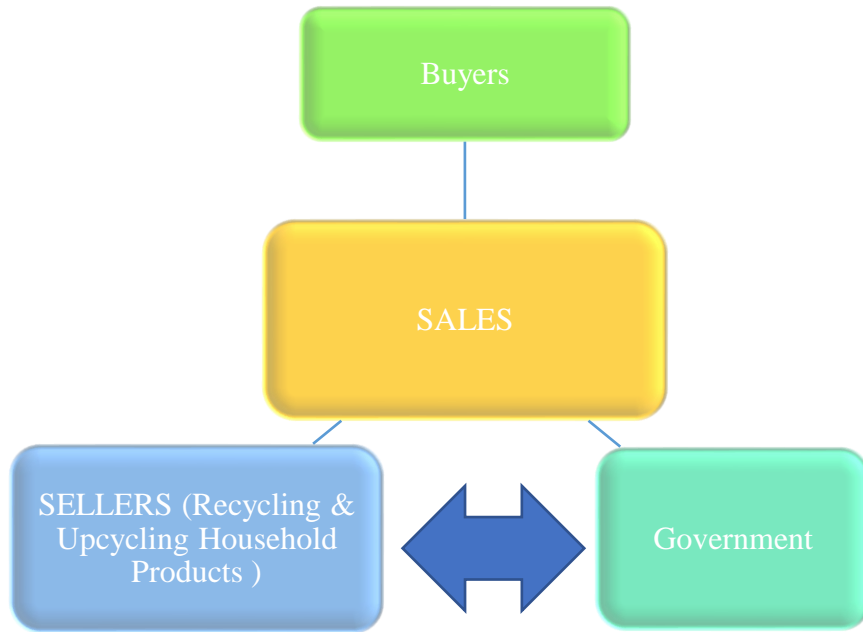 Buyers
SALES
SELLERS (Recycling &
Upcycling Household
Products )
Government